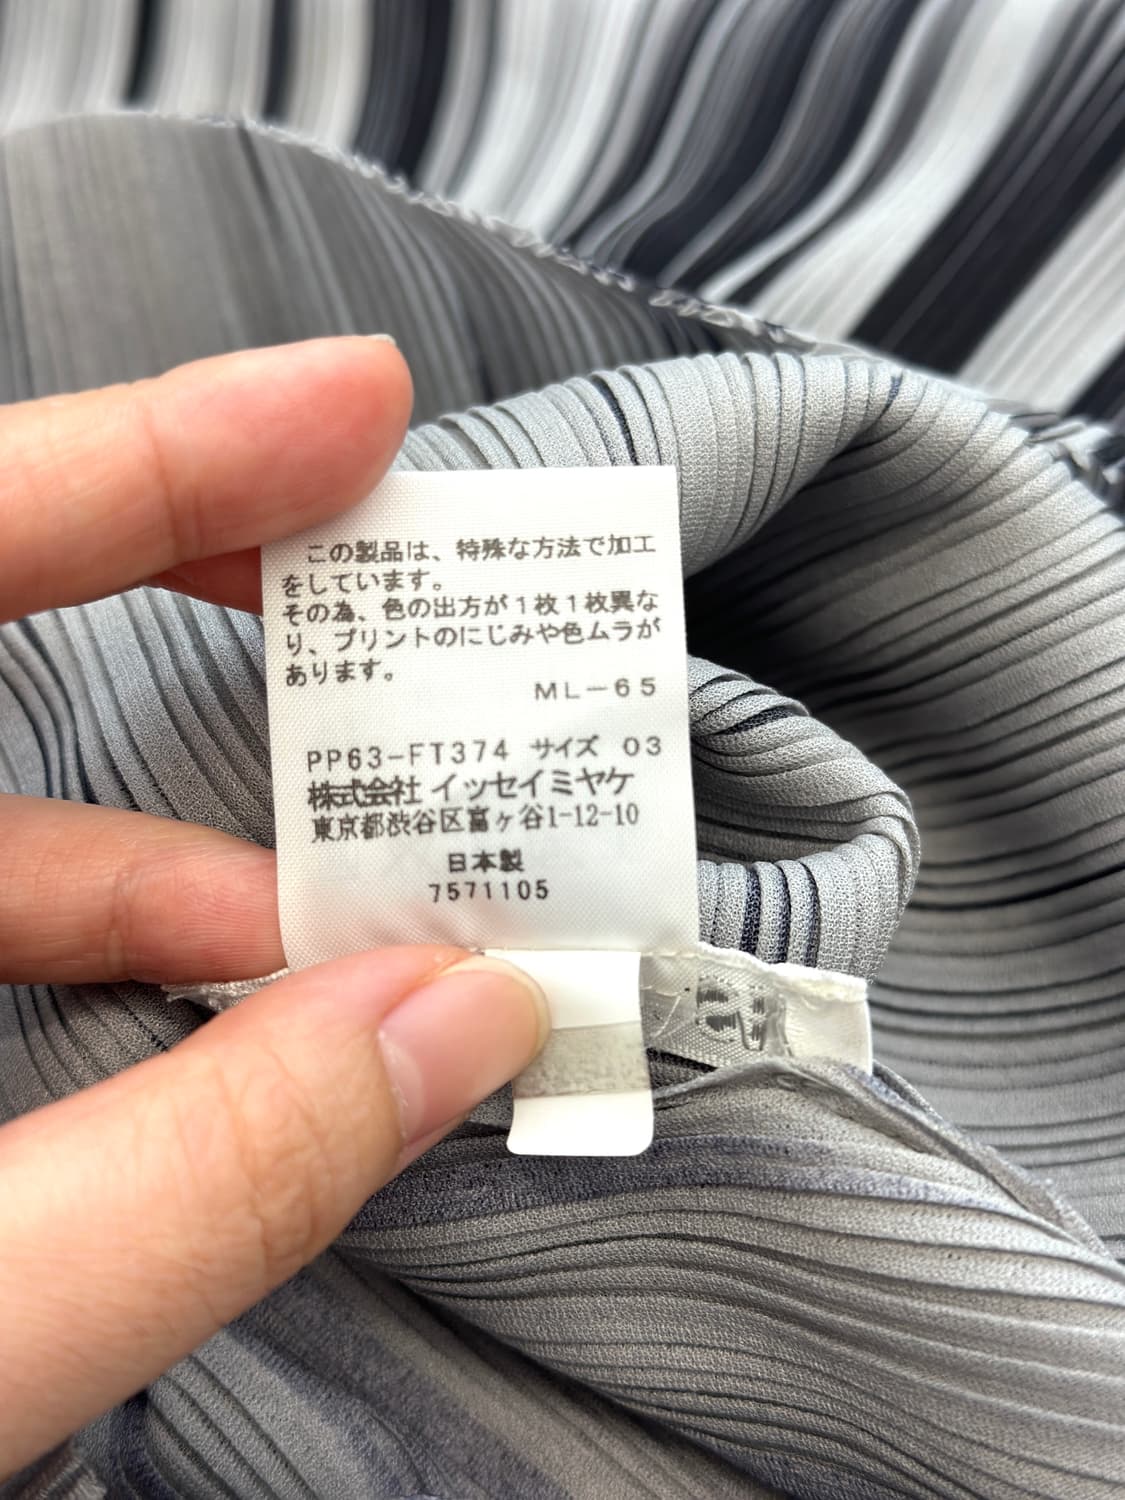 この製品は、特殊な方法で加工
をしています。
その為、色の出方が1枚1枚異な
り、プリントのにじみや色ムラが
あります。
ML-65
PP63-FT374 サイズ 03
株式会社 イッセイミヤケ
東京都渋谷区富ヶ谷1-12-10
日本製
7571105